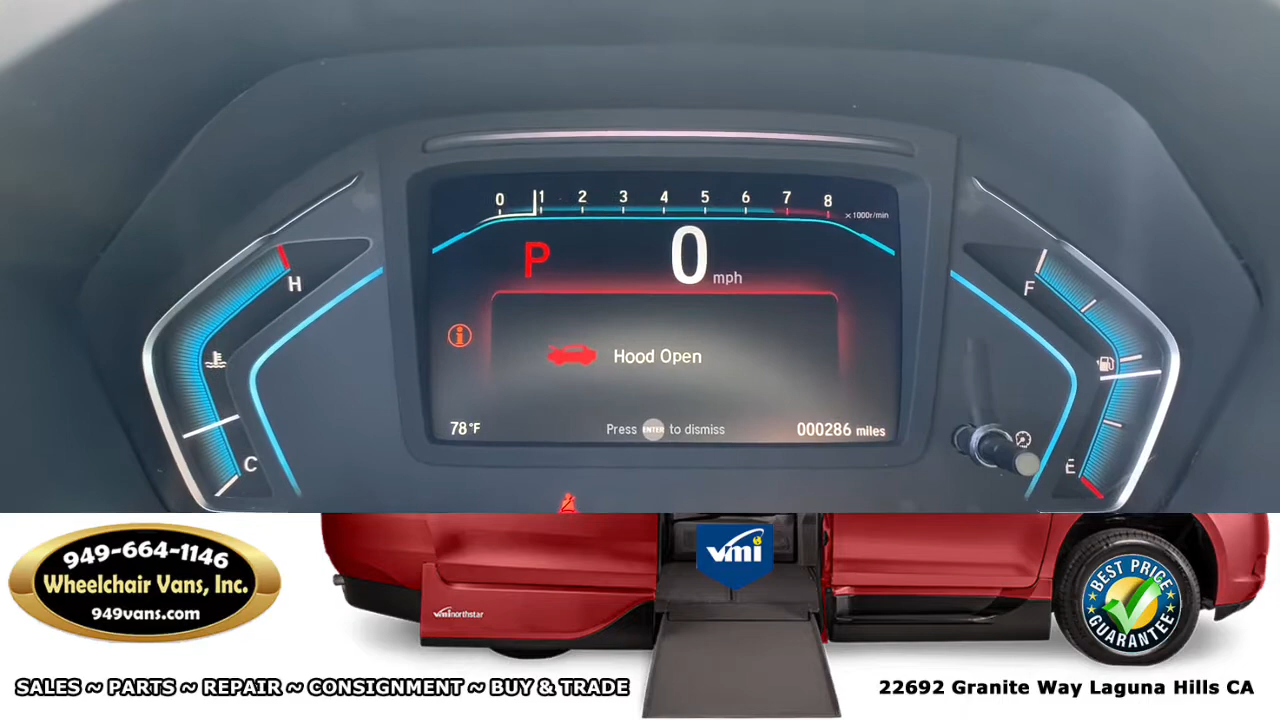 0 1 2 3 4 5 6 7 8 x1000r/min
P 0 mph
H
F
Hood Open
C
E
78°F Press ENTER to dismiss 000286 miles
949-664-1146
Wheelchair Vans, Inc.
949vans.com
vmi
vmi northstar
BEST PRICE
GUARANTEE
SALES ~ PARTS ~ REPAIR ~ CONSIGNMENT ~ BUY & TRADE
22692 Granite Way Laguna Hills CA